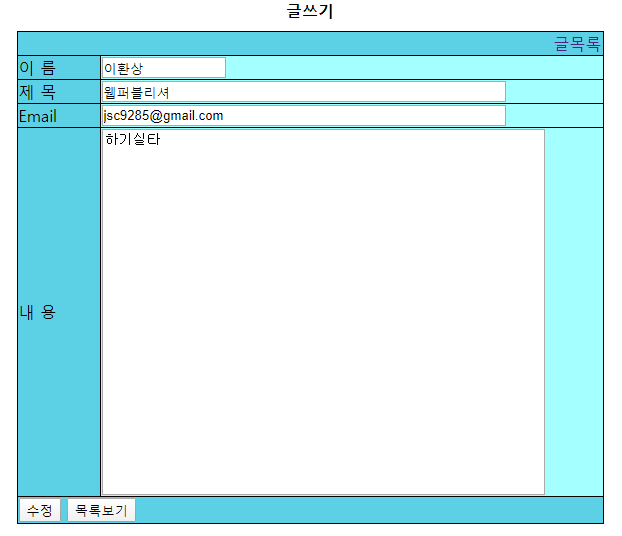 글쓰기
글목록
이 름 이환상
제 목 웹퍼블리셔
Email jsc9285@gmail.com
하기실타
내 용
수정 목록보기